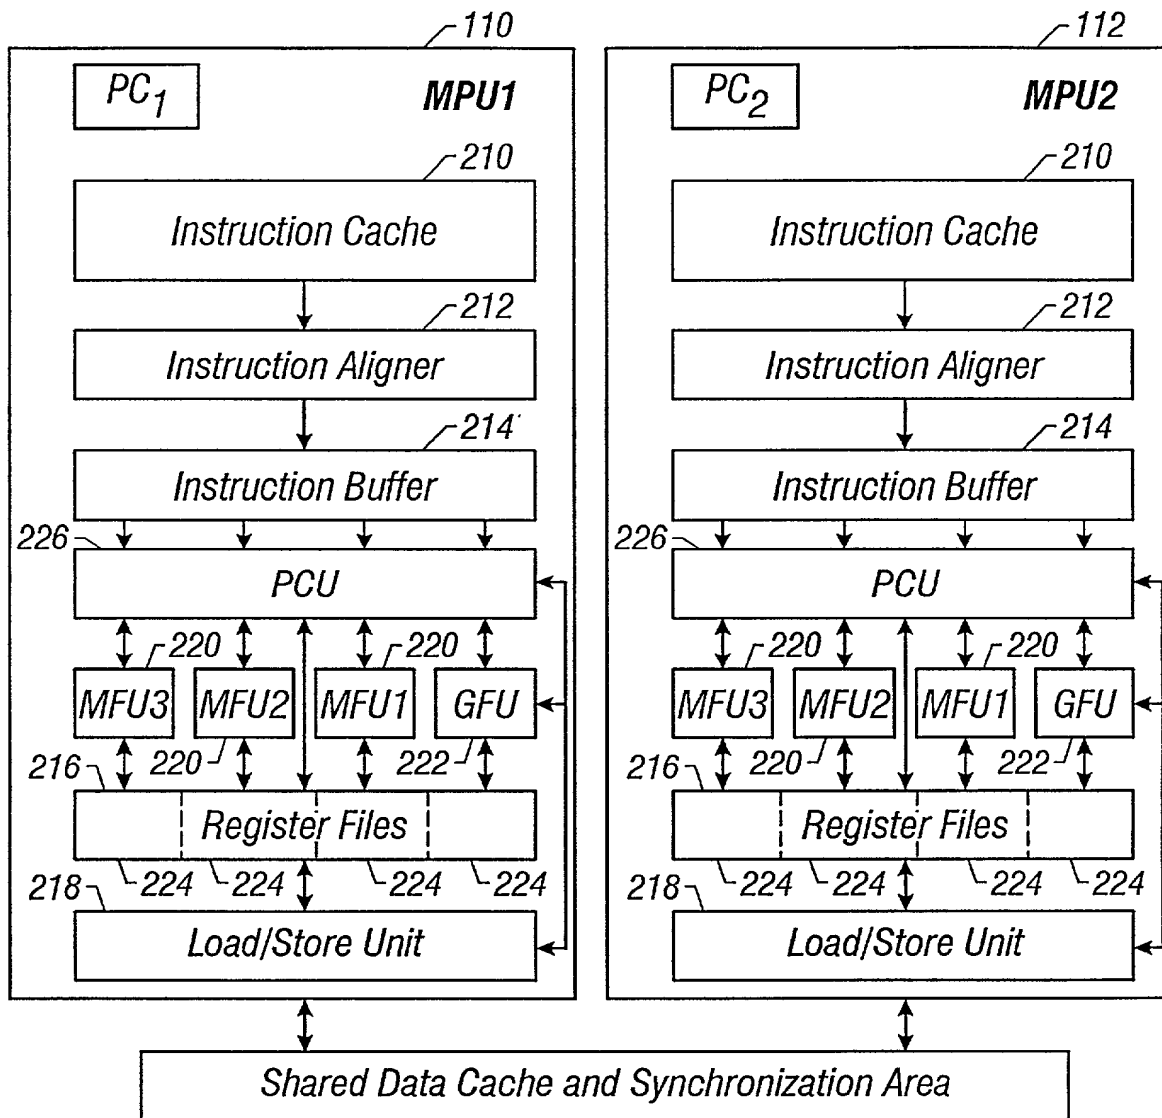 110
PC1
MPU1
210
Instruction Cache
212
Instruction Aligner
214
Instruction Buffer
226
PCU
220 220
MFU3 MFU2 MFU1 GFU
216 220 222
Register Files
224 224 224 224
218
Load/Store Unit
112
PC2
MPU2
210
Instruction Cache
212
Instruction Aligner
214
Instruction Buffer
226
PCU
220 220
MFU3 MFU2 MFU1 GFU
216 220 222
Register Files
224 224 224 224
218
Load/Store Unit
Shared Data Cache and Synchronization Area